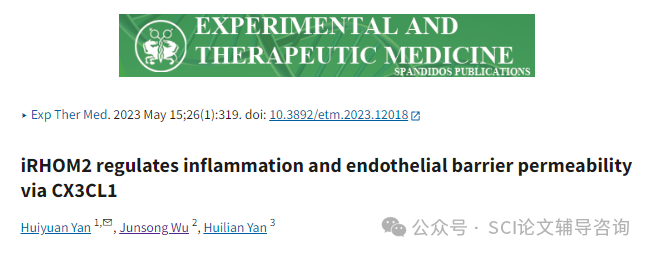 EXPERIMENTAL AND
THERAPEUTIC MEDICINE
SPANDIDOS PUBLICATIONS
▸ Exp Ther Med. 2023 May 15;26(1):319. doi: 10.3892/etm.2023.12018
iRHOM2 regulates inflammation and endothelial barrier permeability
via CX3CL1
Huiyuan Yan 1,✉, Junsong Wu 2, Huilian Yan 3
公众号 · SCI论文辅导咨询